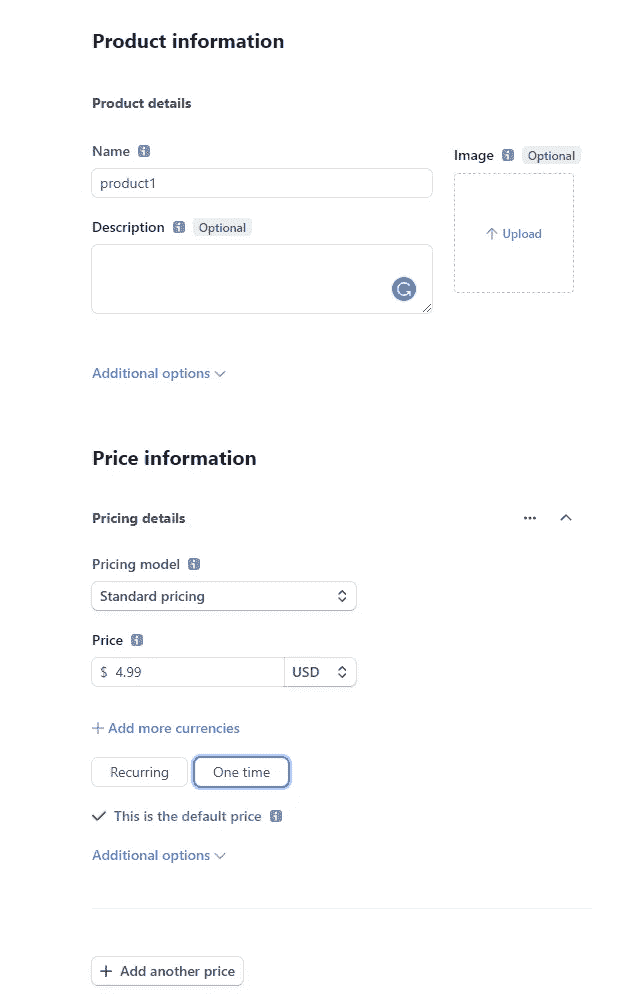 Product information
Product details
Name
product1
Image Optional
Upload
Description Optional
Additional options
Price information
Pricing details
Pricing model
Standard pricing
Price
$ 4.99 USD
Add more currencies
Recurring One time
This is the default price
Additional options
Add another price